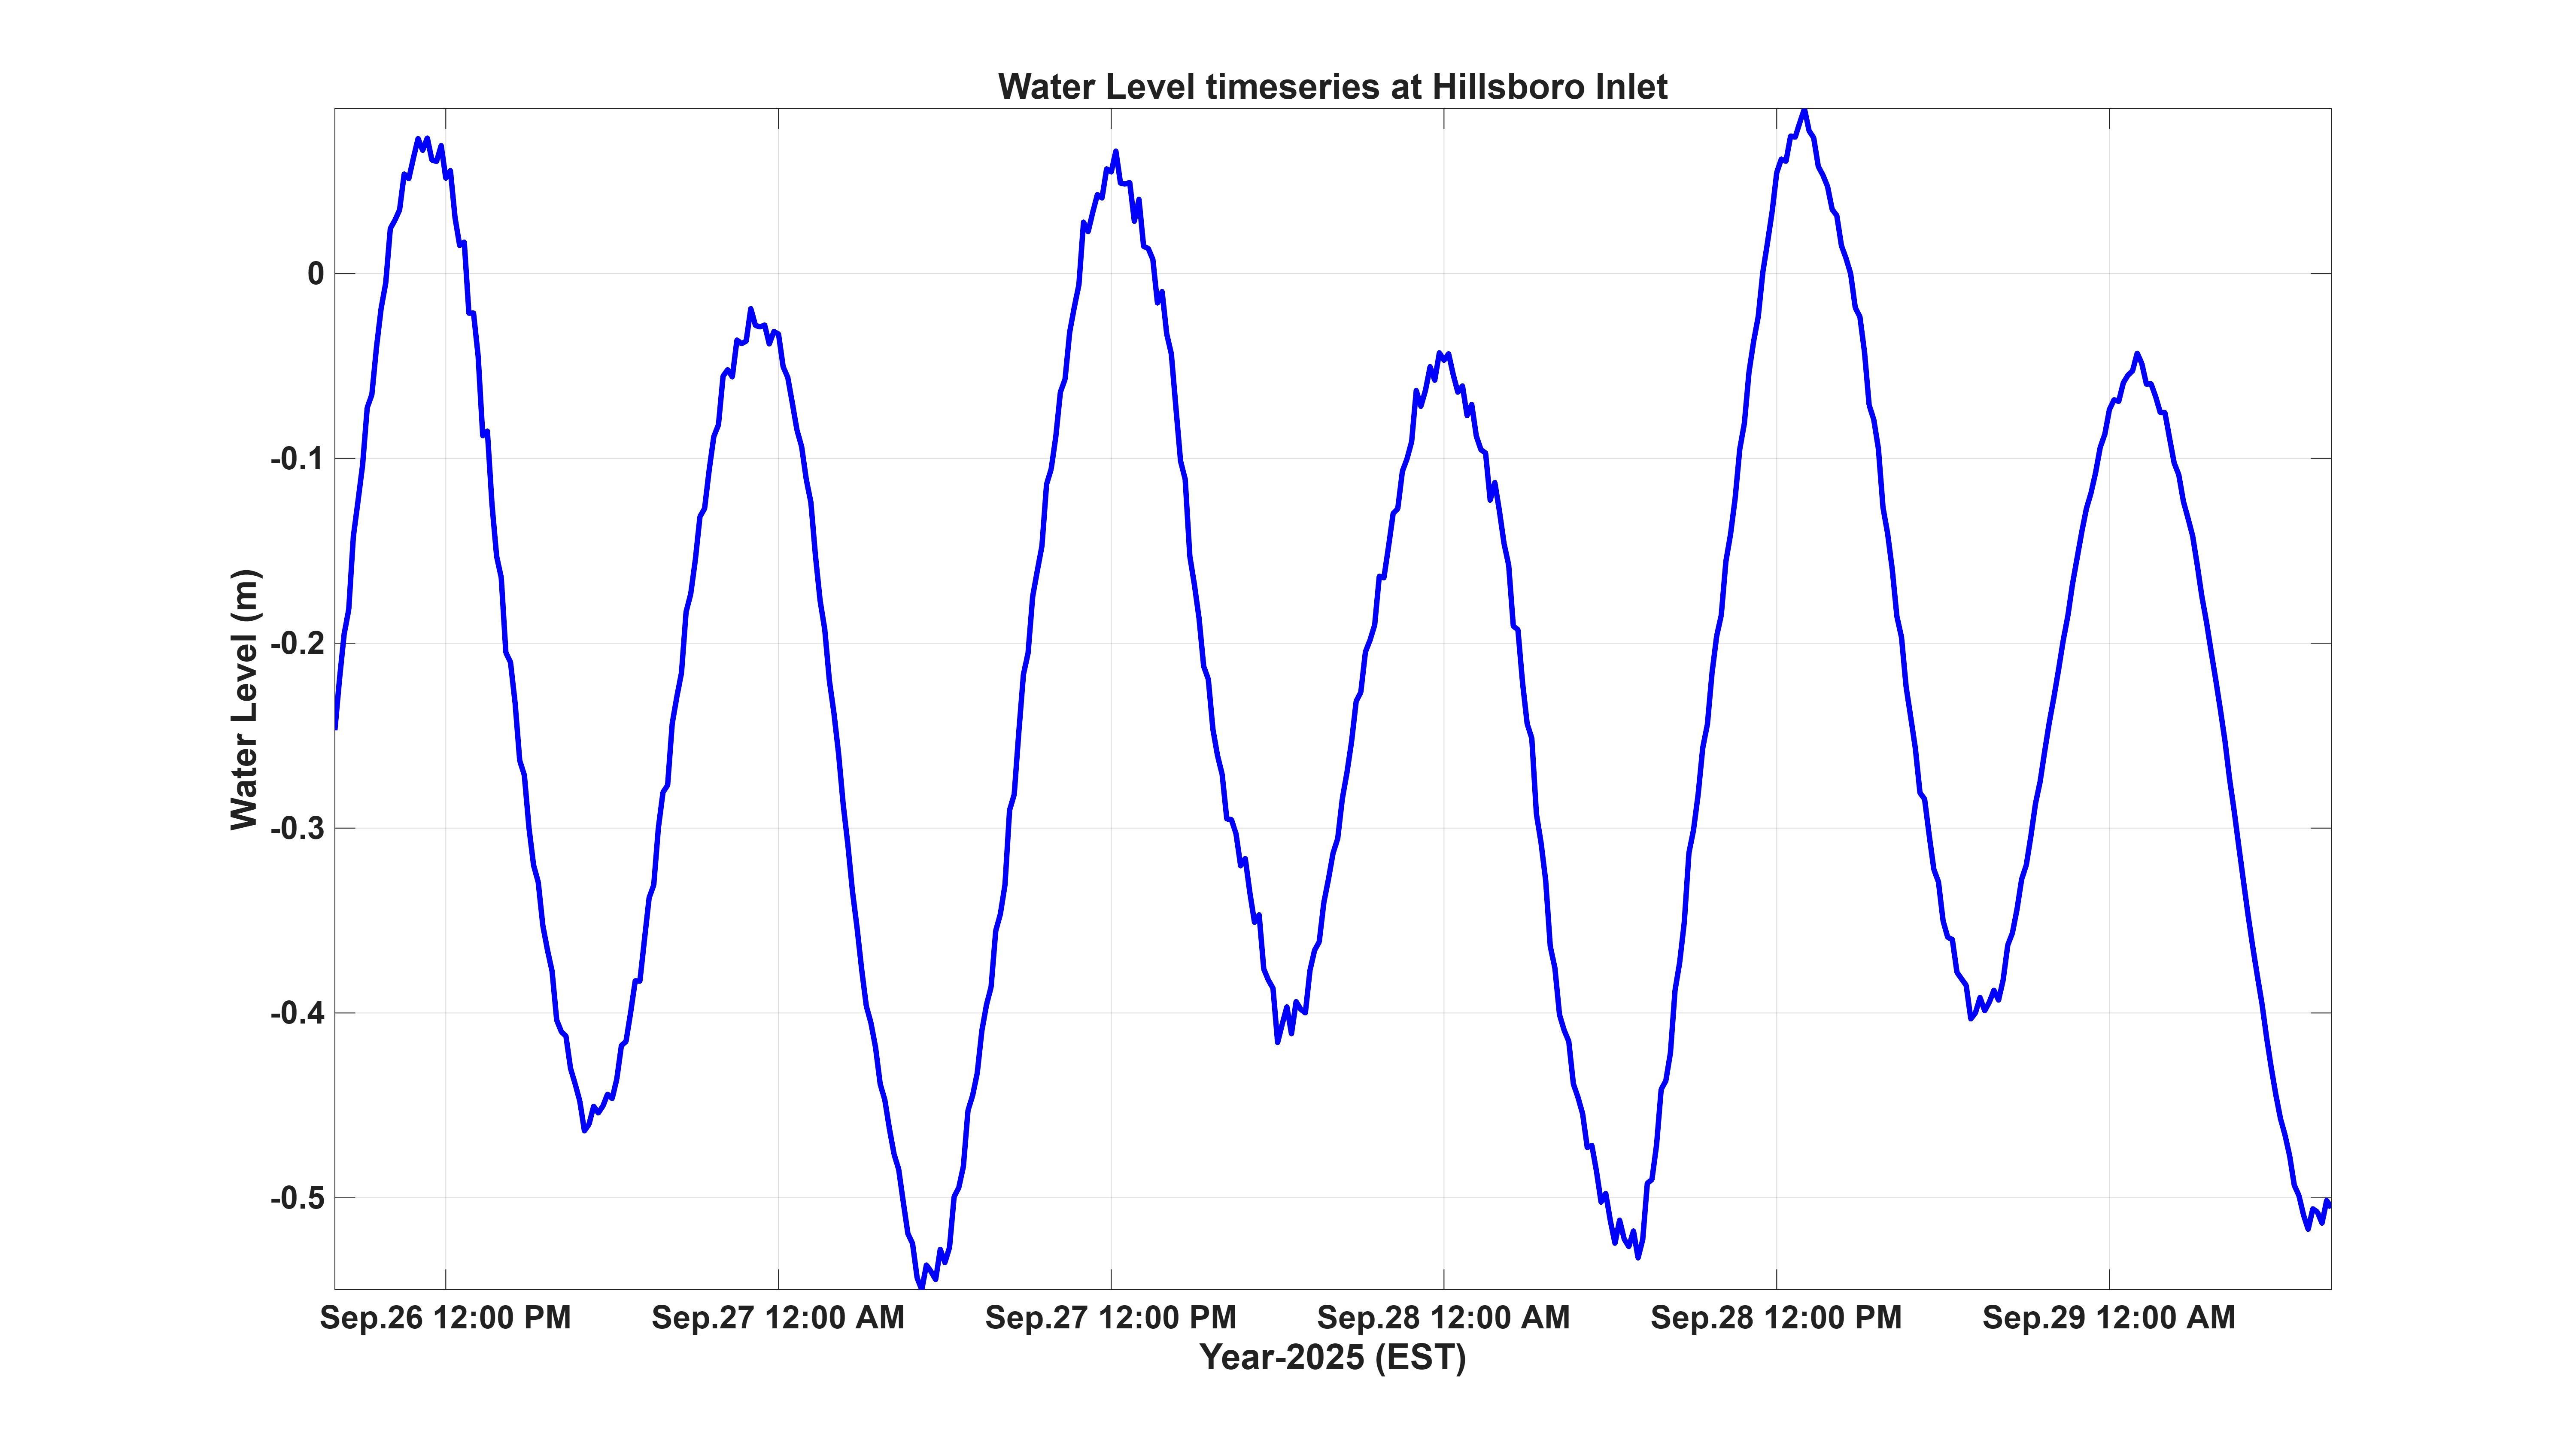 Water Level timeseries at Hillsboro Inlet
0
-0.1
-0.2
-0.3
-0.4
-0.5
Water Level (m)
Sep.26 12:00 PM Sep.27 12:00 AM Sep.27 12:00 PM Sep.28 12:00 AM Sep.28 12:00 PM Sep.29 12:00 AM
Year-2025 (EST)